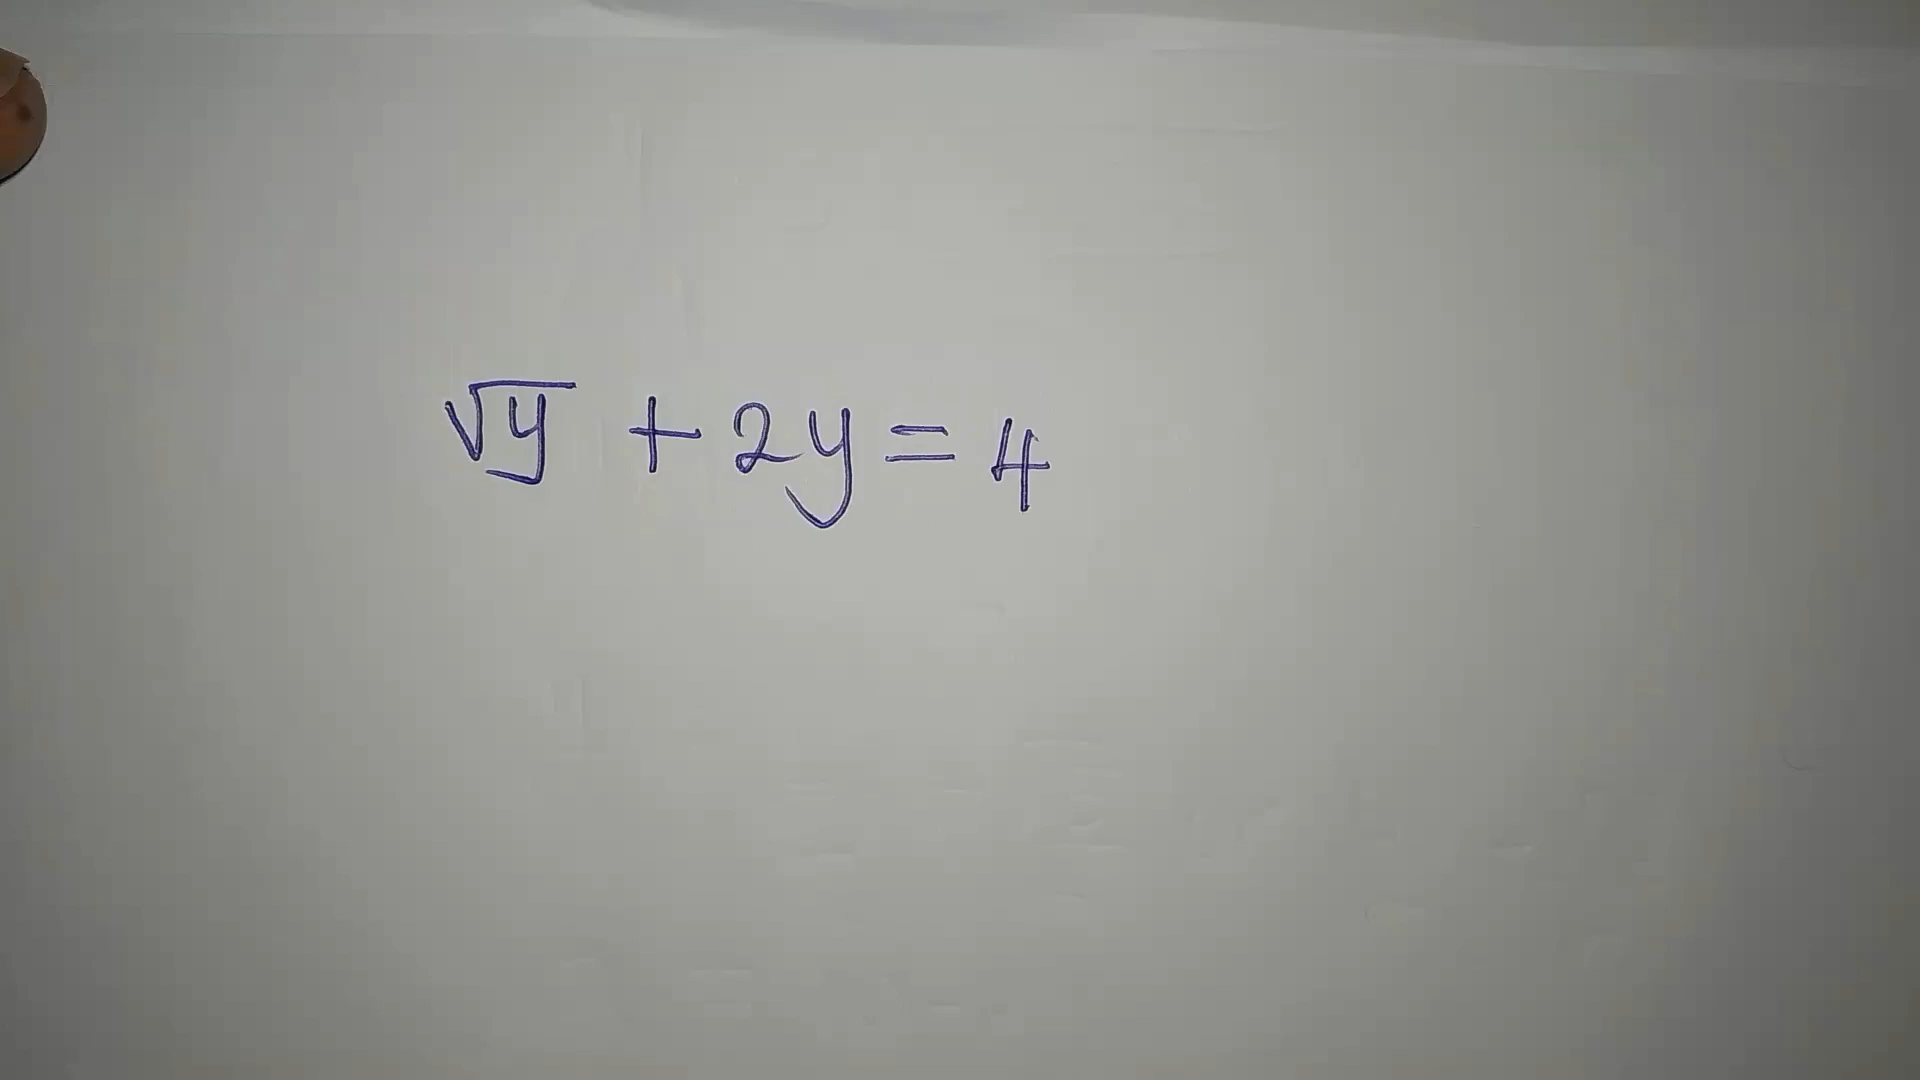 √y + 2y = 4